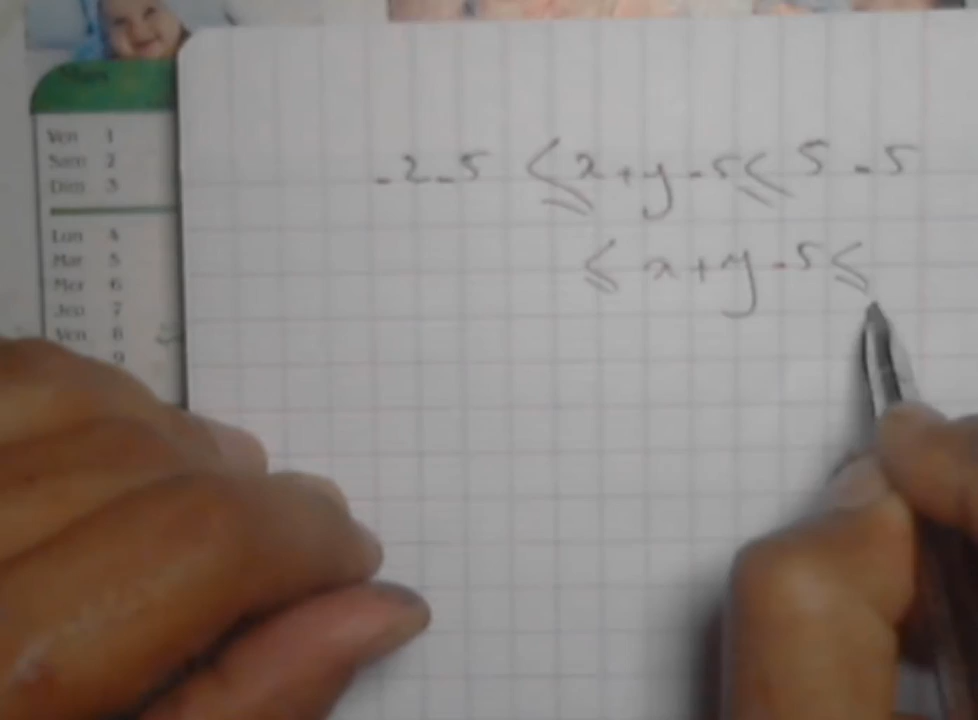 Ven 1
Sam 2
Dim 3
Lun 4
Mar 5
Mer 6
Jeu 7
Ven 8
9
-2-5 ≤ x+y-5 ≤ 5-5
≤ x+y-5 ≤